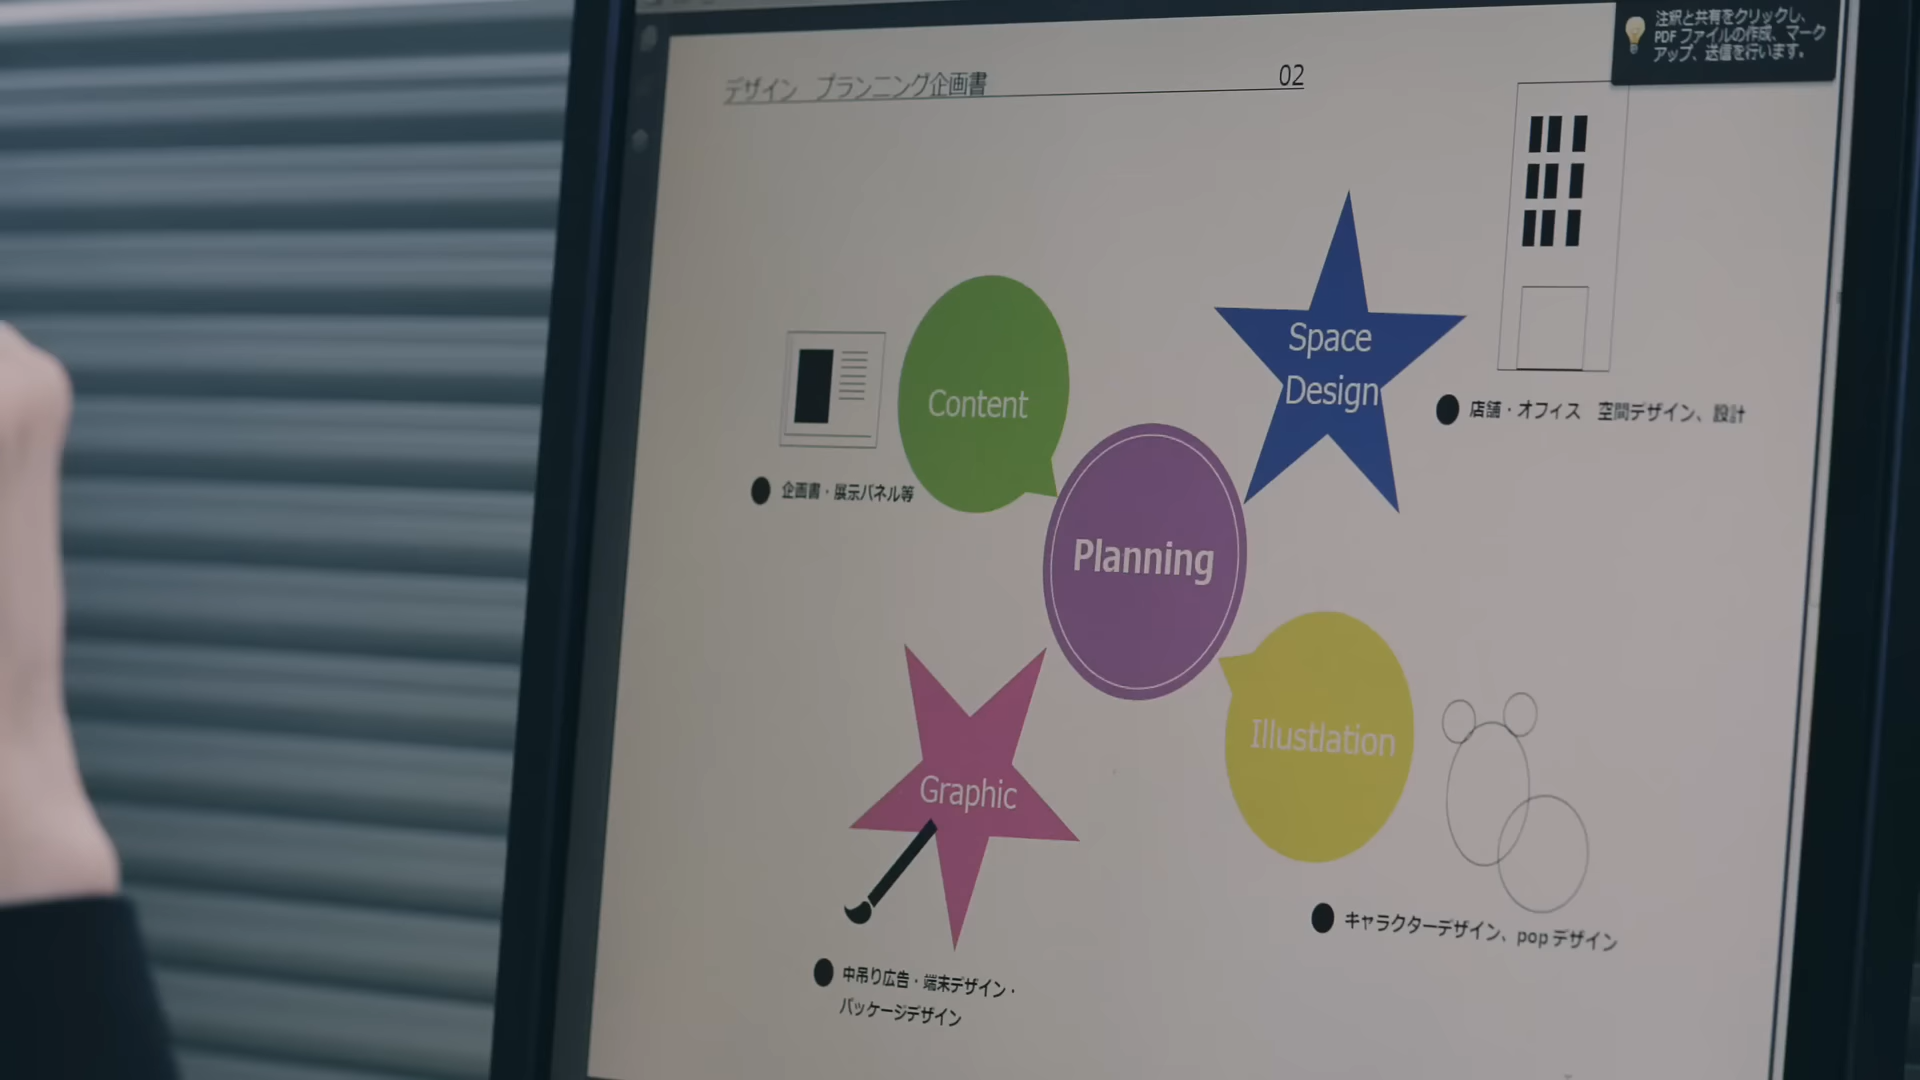 注釈と共有をクリックし、
PDF ファイルの作成、マーク
アップ、送信を行います。
デザイン　プランニング企画書
02
Space
Design
Content
店舗・オフィス　空間デザイン、設計
企画書・展示パネル等
Planning
Illustlation
Graphic
キャラクターデザイン、pop デザイン
中吊り広告・端末デザイン・
パッケージデザイン